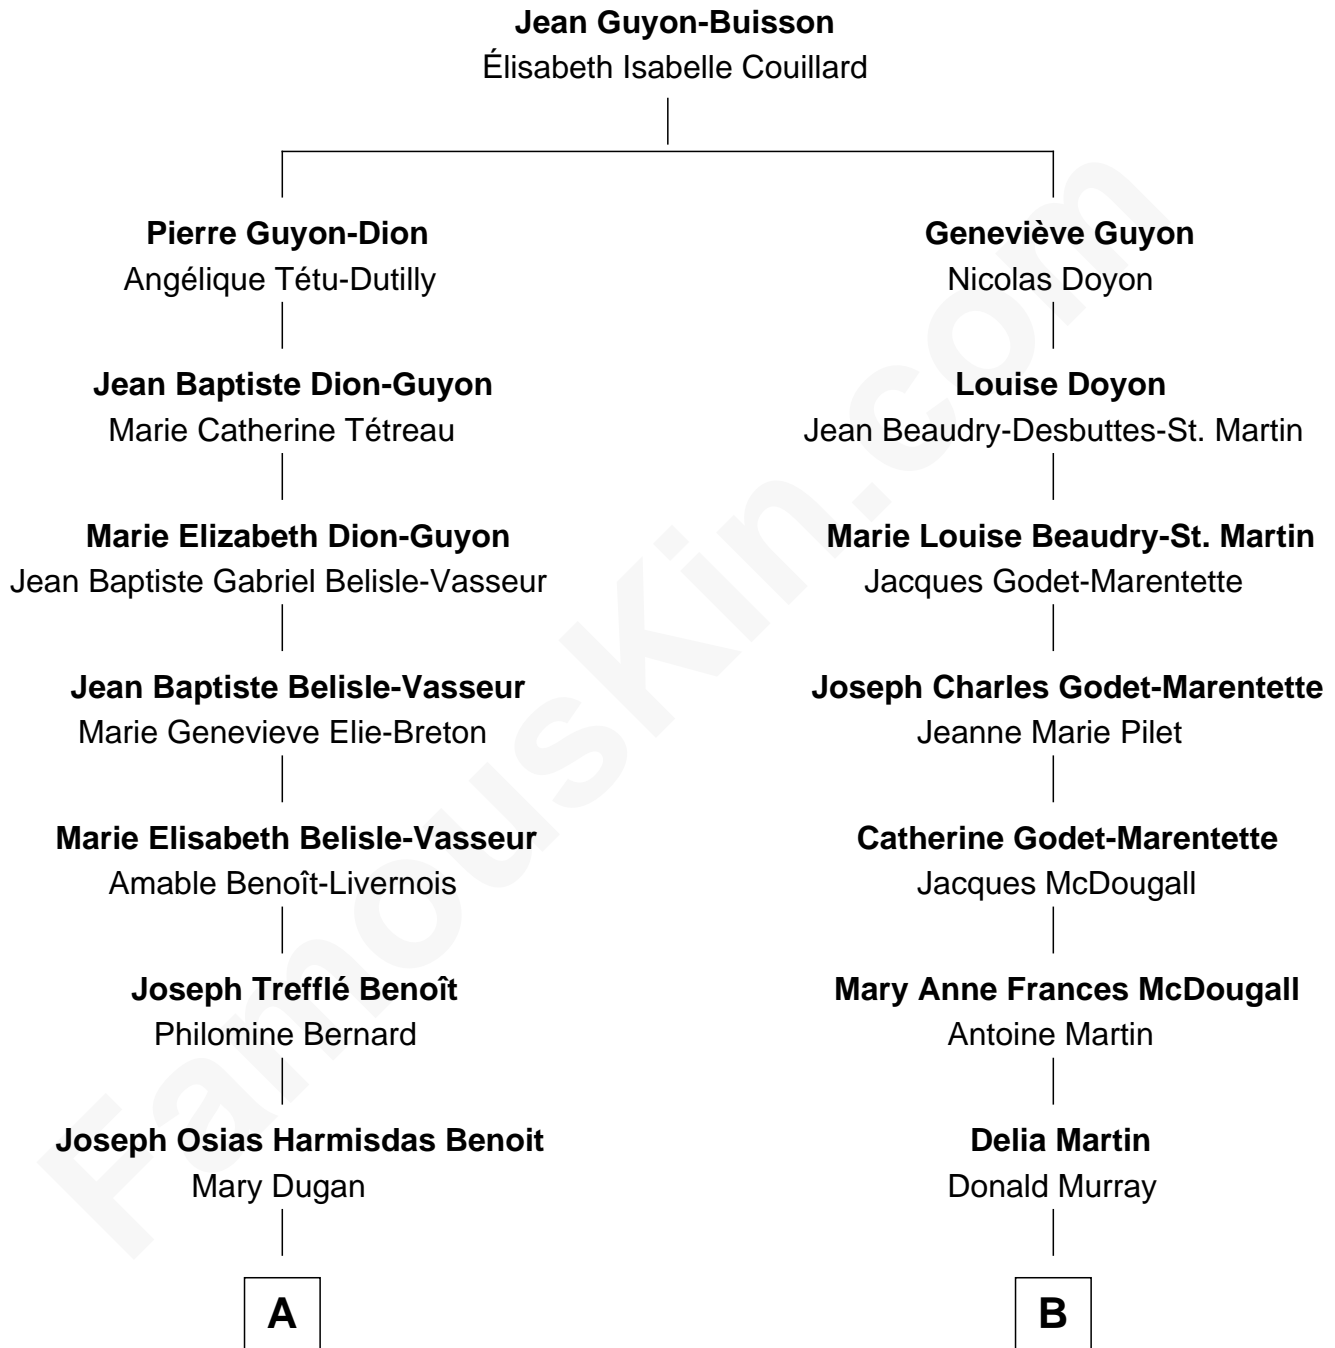 Jean Guyon-Buisson
Élisabeth Isabelle Couillard
Pierre Guyon-Dion
Angélique Tétu-Dutilly
Jean Baptiste Dion-Guyon
Marie Catherine Tétreau
Marie Elizabeth Dion-Guyon
Jean Baptiste Gabriel Belisle-Vasseur
Jean Baptiste Belisle-Vasseur
Marie Genevieve Elie-Breton
Marie Elisabeth Belisle-Vasseur
Amable Benoît-Livernois
Joseph Trefflé Benoît
Philomine Bernard
Joseph Osias Harmisdas Benoit
Mary Dugan
A
Geneviève Guyon
Nicolas Doyon
Louise Doyon
Jean Beaudry-Desbuttes-St. Martin
Marie Louise Beaudry-St. Martin
Jacques Godet-Marentette
Joseph Charles Godet-Marentette
Jeanne Marie Pilet
Catherine Godet-Marentette
Jacques McDougall
Mary Anne Frances McDougall
Antoine Martin
Delia Martin
Donald Murray
B
FamousKin.com